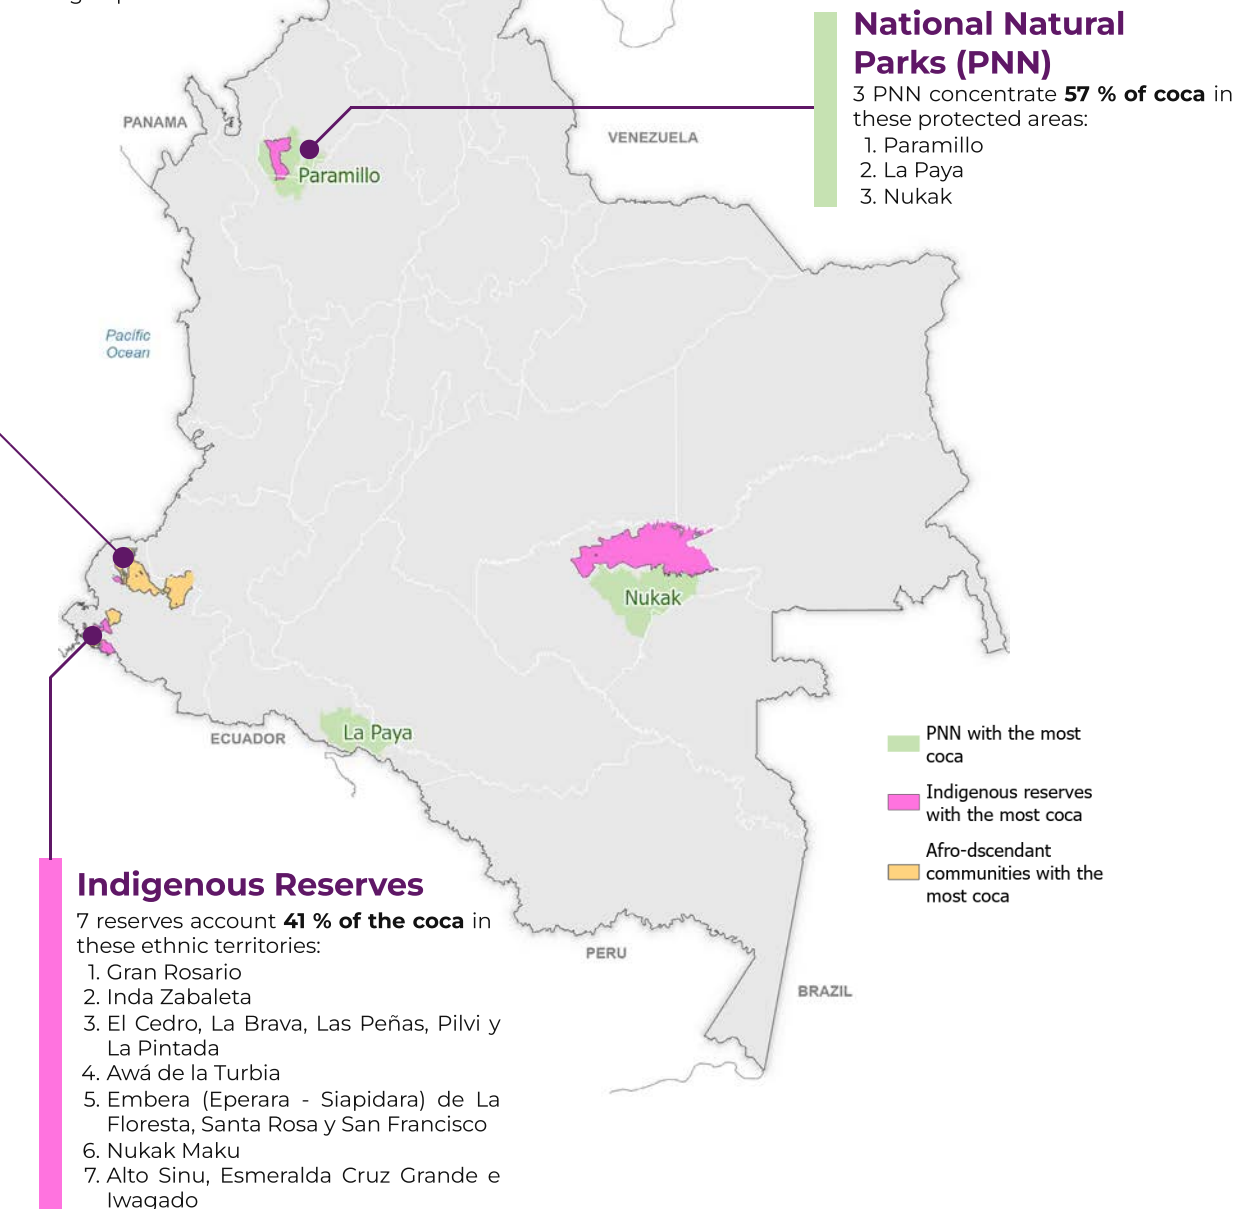 National Natural
Parks (PNN)
3 PNN concentrate 57 % of coca in
these protected areas:
1. Paramillo
2. La Paya
3. Nukak
PANAMA
VENEZUELA
Paramillo
Pacific
Ocean
Nukak
La Paya
ECUADOR
PNN with the most
coca
Indigenous reserves
with the most coca
Afro-dscendant
communities with the
most coca
Indigenous Reserves
7 reserves account 41 % of the coca in
these ethnic territories:
1. Gran Rosario
2. Inda Zabaleta
3. El Cedro, La Brava, Las Peñas, Pilvi y
La Pintada
4. Awá de la Turbia
5. Embera (Eperara - Siapidara) de La
Floresta, Santa Rosa y San Francisco
6. Nukak Maku
7. Alto Sinu, Esmeralda Cruz Grande e
Iwagado
PERU
BRAZIL